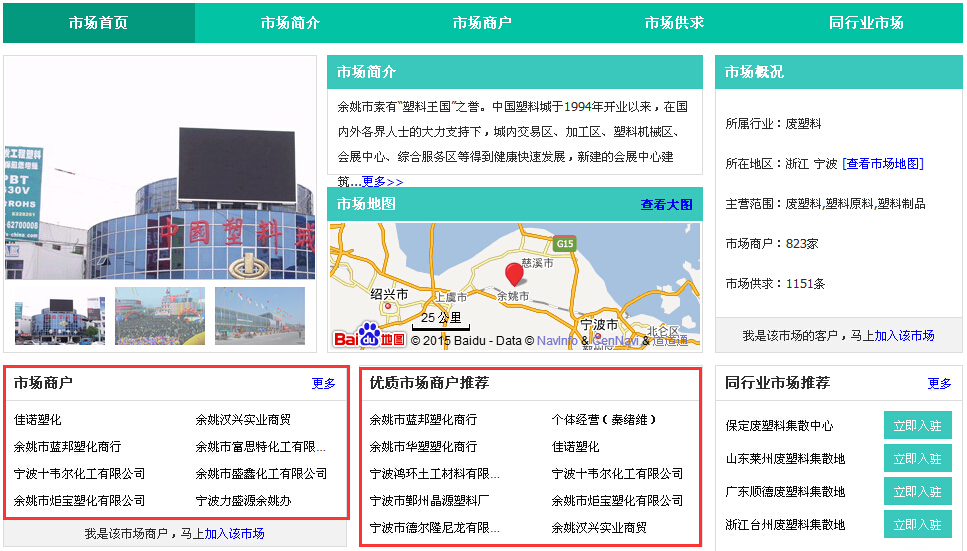 市场首页
市场简介
市场商户
市场供求
同行业市场
工程塑料
PBT
330V
ROHS
8328261
62700008
中国塑料城
市场简介
余姚市素有“塑料王国”之誉。中国塑料城于1994年开业以来，在国
内外各界人士的大力支持下，城内交易区、加工区、塑料机械区、
会展中心、综合服务区等得到健康快速发展，新建的会展中心建
筑...更多>>
市场地图 查看大图
G15
慈溪市
绍兴市
上虞市
余姚市
25 公里
宁波市
北仑区
鄞州区
Bai du 地图 © 2015 Baidu - Data © NavInfo & CenNavi & 道道通
市场概况
所属行业：废塑料
所在地区：浙江 宁波 [查看市场地图]
主营范围：废塑料,塑料原料,塑料制品
市场商户：823家
市场供求：1151条
我是该市场的客户，马上加入该市场
市场商户 更多
佳诺塑化 余姚汉兴实业商贸
余姚市蓝邦塑化商行 余姚市富思特化工有限...
宁波十韦尔化工有限公司 余姚市盛鑫化工有限公司
余姚市炬宝塑化有限公司 宁波力盛源余姚办
我是该市场商户，马上加入该市场
优质市场商户推荐
余姚市蓝邦塑化商行 个体经营（秦绪维）
余姚市华塑塑化商行 佳诺塑化
宁波鸿环土工材料有限... 宁波十韦尔化工有限公司
宁波市鄞州晶源塑料厂 余姚市炬宝塑化有限公司
宁波市德尔隆尼龙有限... 余姚汉兴实业商贸
同行业市场推荐 更多
保定废塑料集散中心 立即入驻
山东莱州废塑料集散地 立即入驻
广东顺德废塑料集散地 立即入驻
浙江台州废塑料集散地 立即入驻